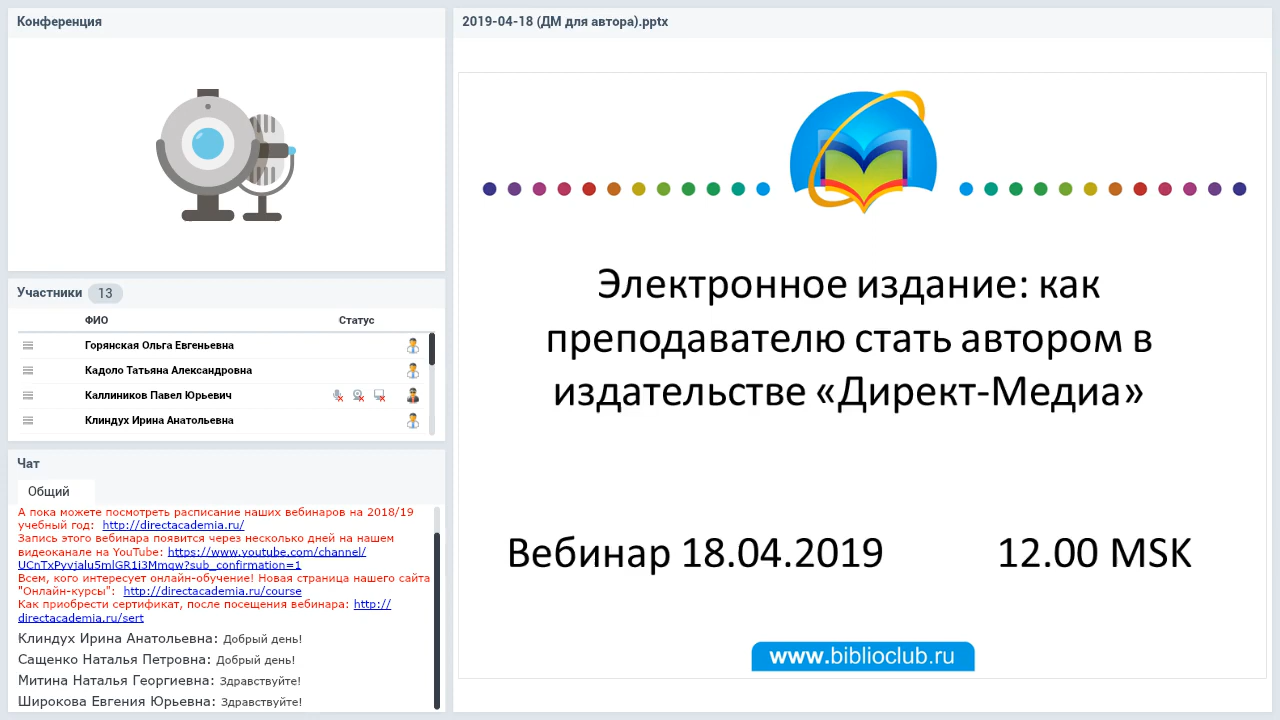 Конференция
Участники 13
ФИО Статус
Горянская Ольга Евгеньевна
Кадоло Татьяна Александровна
Каллиников Павел Юрьевич
Клиндух Ирина Анатольевна
Чат
Общий
А пока можете посмотреть расписание наших вебинаров на 2018/19
учебный год: http://directacademia.ru/
Запись этого вебинара появится через несколько дней на нашем
видеоканале на YouTube: https://www.youtube.com/channel/
UCnTxPyvjalu5mlGR1i3Mmqw?sub_confirmation=1
Всем, кого интересует онлайн-обучение! Новая страница нашего сайта
"Онлайн-курсы": http://directacademia.ru/course
Как приобрести сертификат, после посещения вебинара: http://
directacademia.ru/sert
Клиндух Ирина Анатольевна: Добрый день!
Сащенко Наталья Петровна: Добрый день!
Митина Наталья Георгиевна: Здравствуйте!
Широкова Евгения Юрьевна: Здравствуйте!
2019-04-18 (ДМ для автора).pptx
Электронное издание: как
преподавателю стать автором в
издательстве «Директ-Медиа»
Вебинар 18.04.2019 12.00 MSK
www.biblioclub.ru